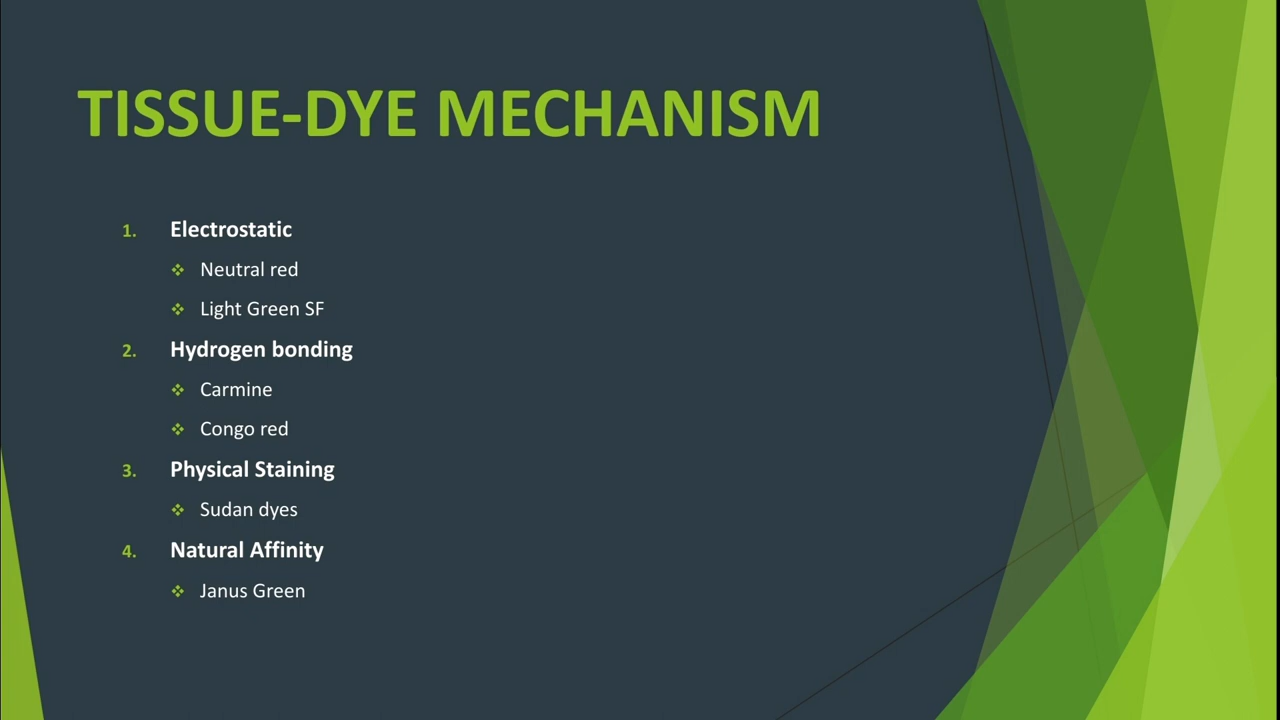 TISSUE-DYE MECHANISM
1. Electrostatic
❖ Neutral red
❖ Light Green SF
2. Hydrogen bonding
❖ Carmine
❖ Congo red
3. Physical Staining
❖ Sudan dyes
4. Natural Affinity
❖ Janus Green